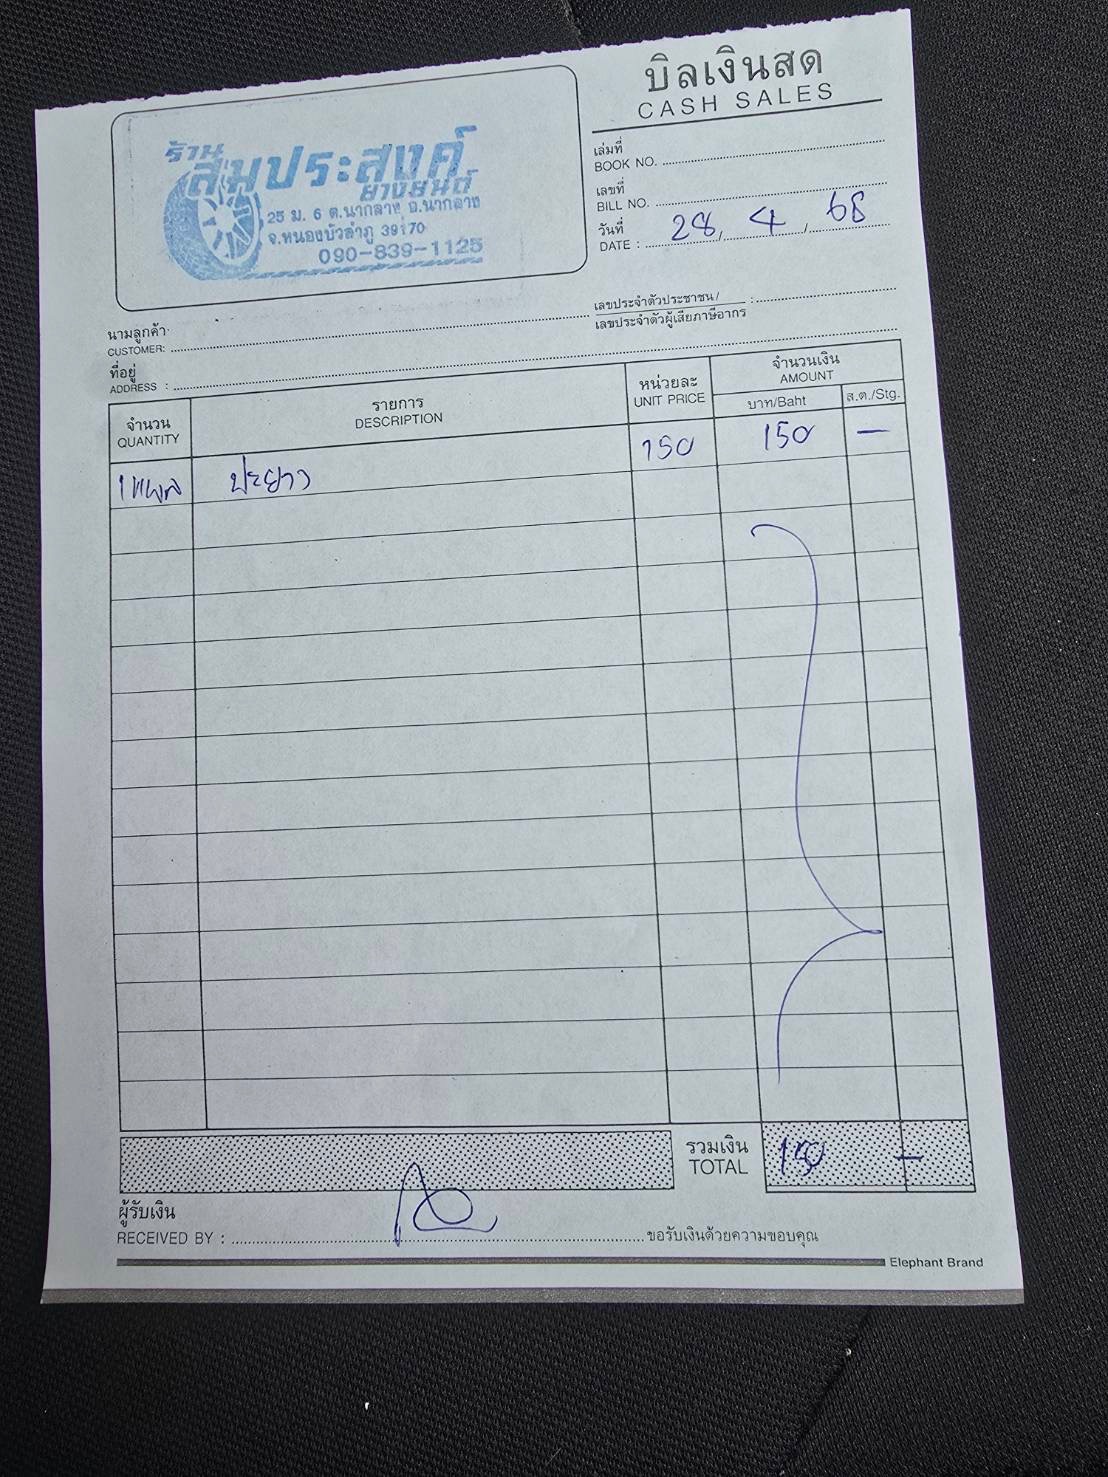 บิลเงินสด
CASH SALES
ร้าน
สมประสงค์
ยางยนต์
25 ม. 6 ต.นากลาง อ.นากลาง
จ.หนองบัวลำภู 39170
090-839-1125
เล่มที่
BOOK NO.
เลขที่
BILL NO.
วันที่
DATE : 28 / 4 / 68
นามลูกค้า
CUSTOMER:
เลขประจำตัวประชาชน/
เลขประจำตัวผู้เสียภาษีอากร
ที่อยู่
ADDRESS :
จำนวน รายการ หน่วยละ จำนวนเงิน
QUANTITY DESCRIPTION UNIT PRICE AMOUNT
บาท/Baht ส.ต./Stg.
1 แผล ปะยาง 150 150 –
รวมเงิน
TOTAL 150 –
ผู้รับเงิน
RECEIVED BY : ขอรับเงินด้วยความขอบคุณ
Elephant Brand